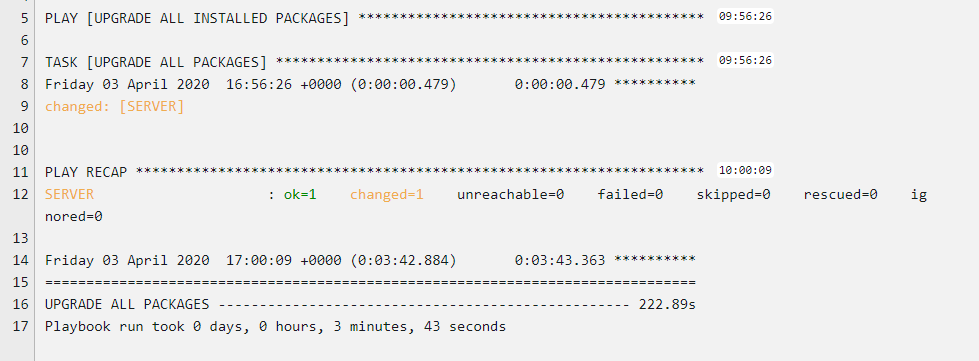 5 PLAY [UPGRADE ALL INSTALLED PACKAGES] ****************************************** 09:56:26
6
7 TASK [UPGRADE ALL PACKAGES] **************************************************** 09:56:26
8 Friday 03 April 2020  16:56:26 +0000 (0:00:00.479)       0:00:00.479 **********
9 changed: [SERVER]
10
10
11 PLAY RECAP ********************************************************************* 10:00:09
12 SERVER                     : ok=1    changed=1    unreachable=0    failed=0    skipped=0    rescued=0    ig
nored=0
13
14 Friday 03 April 2020  17:00:09 +0000 (0:03:42.884)       0:03:43.363 **********
15 ===============================================================================
16 UPGRADE ALL PACKAGES -------------------------------------------------- 222.89s
17 Playbook run took 0 days, 0 hours, 3 minutes, 43 seconds